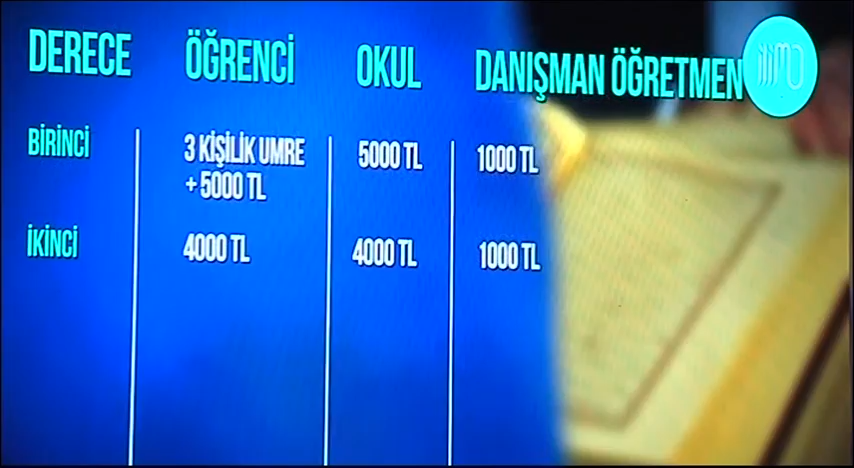 DERECE ÖĞRENCİ OKUL DANIŞMAN ÖĞRETMEN
BİRİNCİ 3 KİŞİLİK UMRE 5000 TL 1000 TL
+ 5000 TL
İKİNCİ 4000 TL 4000 TL 1000 TL